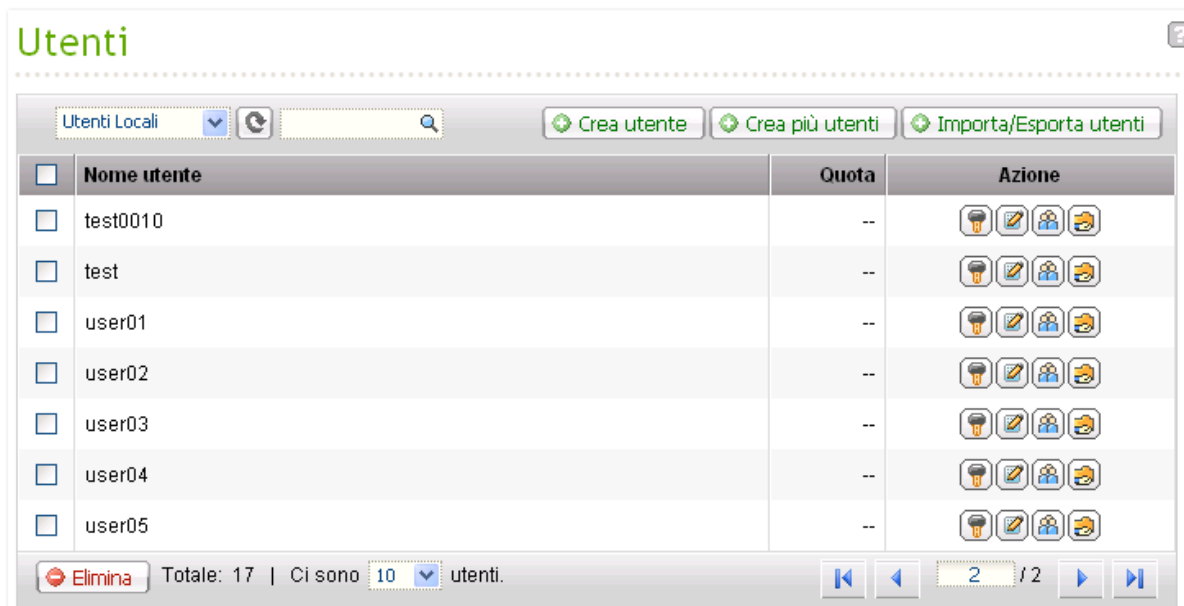 Utenti
?
Utenti Locali Crea utente Crea più utenti Importa/Esporta utenti
Nome utente Quota Azione
test0010 --
test --
user01 --
user02 --
user03 --
user04 --
user05 --
Elimina Totale: 17 | Ci sono 10 utenti. 2 / 2